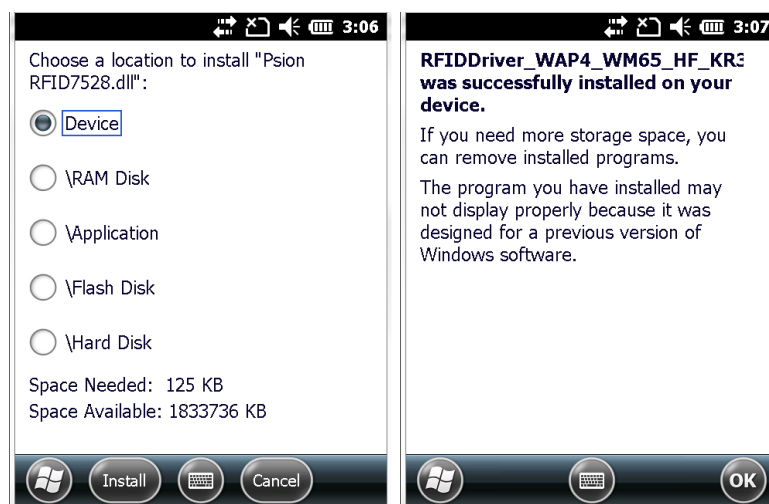 3:06
Choose a location to install "Psion
RFID7528.dll":
Device
\RAM Disk
\Application
\Flash Disk
\Hard Disk
Space Needed: 125 KB
Space Available: 1833736 KB
Install
Cancel
3:07
RFIDDriver_WAP4_WM65_HF_KR3
was successfully installed on your
device.
If you need more storage space, you
can remove installed programs.
The program you have installed may
not display properly because it was
designed for a previous version of
Windows software.
OK